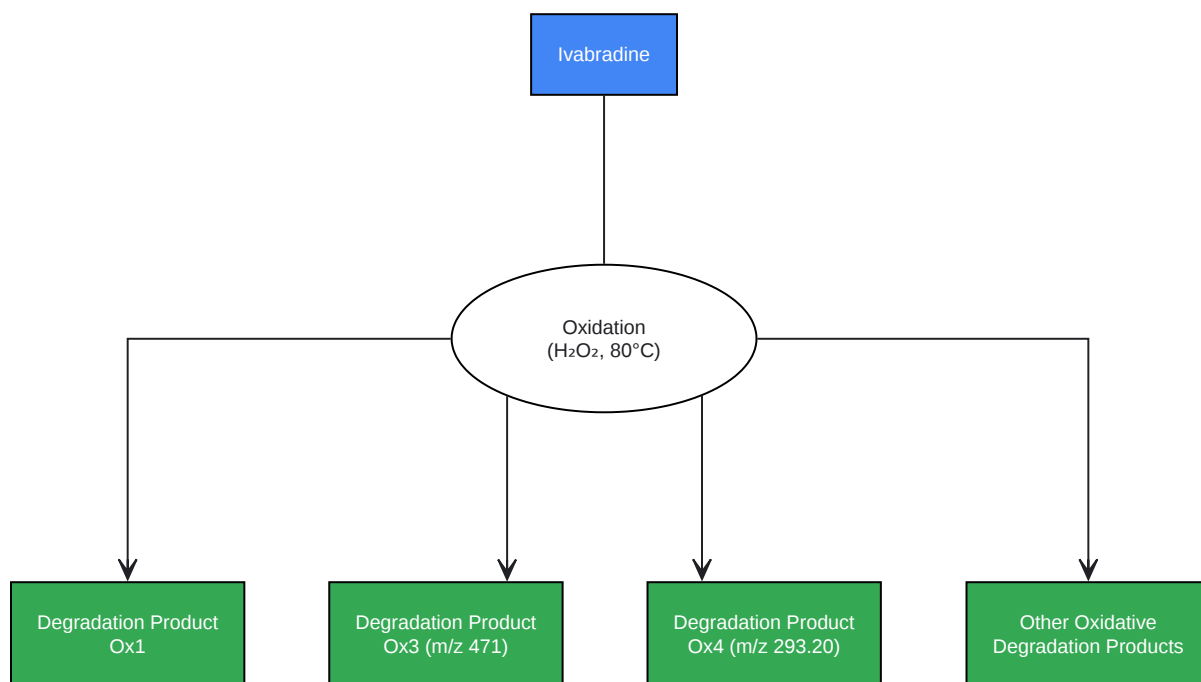 Ivabradine
Oxidation
(H₂O₂, 80°C)
Degradation Product
Ox1
Degradation Product
Ox3 (m/z 471)
Degradation Product
Ox4 (m/z 293.20)
Other Oxidative
Degradation Products